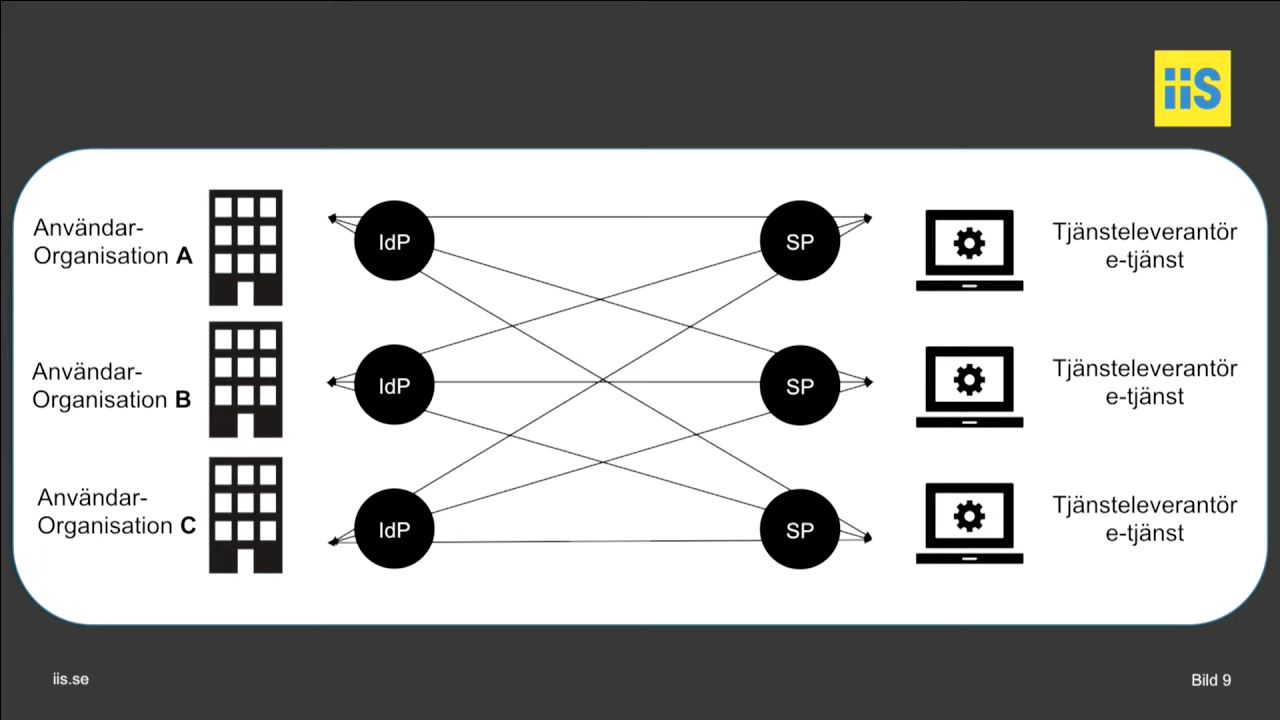 iis
Användar-
Organisation A
IdP
SP
Tjänsteleverantör
e-tjänst
Användar-
Organisation B
IdP
SP
Tjänsteleverantör
e-tjänst
Användar-
Organisation C
IdP
SP
Tjänsteleverantör
e-tjänst
iis.se
Bild 9